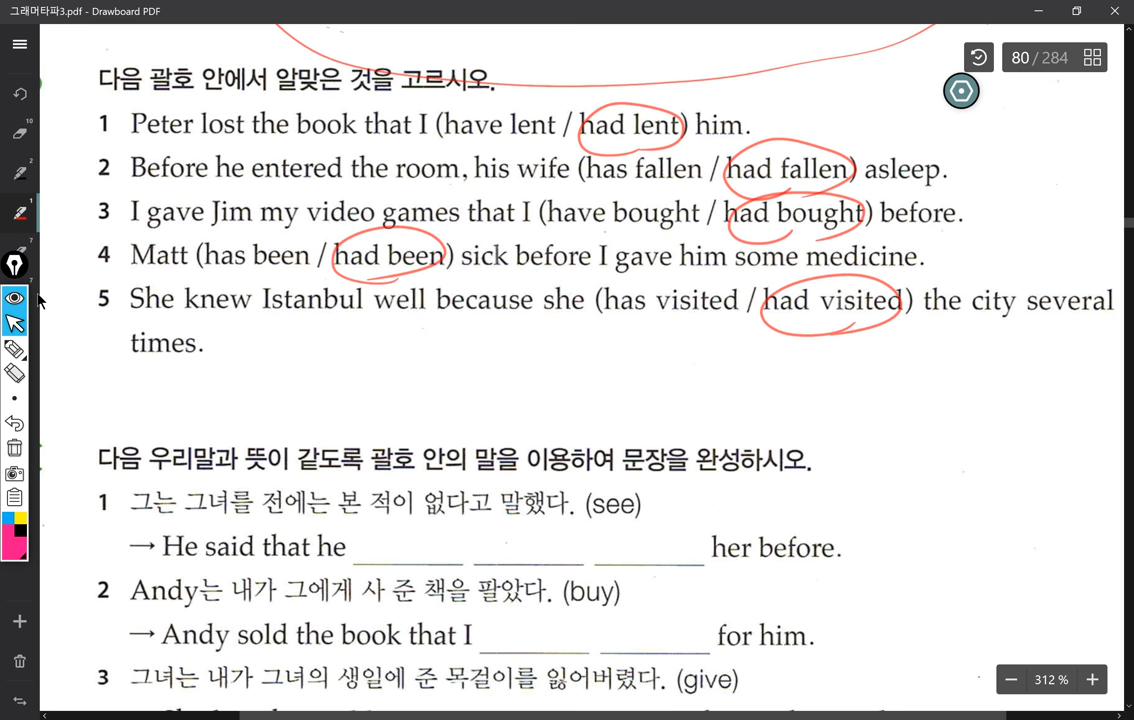 그래머타파3.pdf - Drawboard PDF
80 / 284
다음 괄호 안에서 알맞은 것을 고르시오.
1 Peter lost the book that I (have lent / had lent) him.
2 Before he entered the room, his wife (has fallen / had fallen) asleep.
3 I gave Jim my video games that I (have bought / had bought) before.
4 Matt (has been / had been) sick before I gave him some medicine.
5 She knew Istanbul well because she (has visited / had visited) the city several
times.
다음 우리말과 뜻이 같도록 괄호 안의 말을 이용하여 문장을 완성하시오.
1 그는 그녀를 전에는 본 적이 없다고 말했다. (see)
→ He said that he ______ ______ ______ her before.
2 Andy는 내가 그에게 사 준 책을 팔았다. (buy)
→ Andy sold the book that I ______ ______ for him.
3 그녀는 내가 그녀의 생일에 준 목걸이를 잃어버렸다. (give)
312 %
10
2
1
7
7